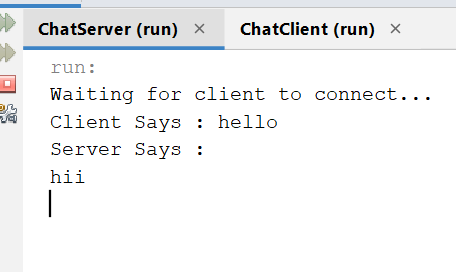 ChatServer (run) × ChatClient (run) ×
run:
Waiting for client to connect...
Client Says : hello
Server Says :
hii